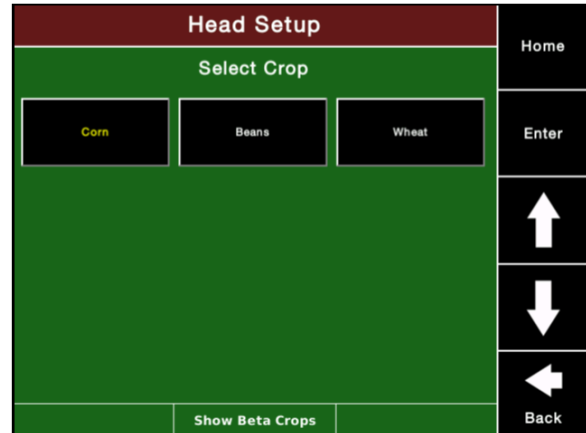 Head Setup
Select Crop
Corn Beans Wheat
Show Beta Crops
Home
Enter
Back